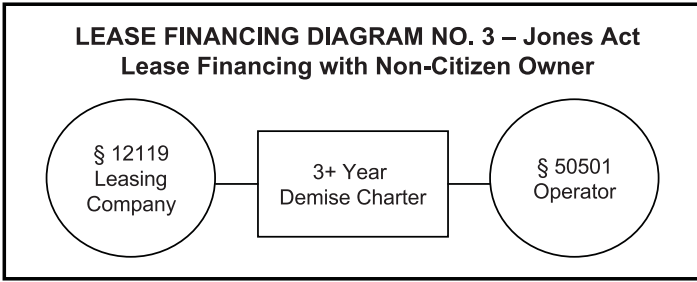 LEASE FINANCING DIAGRAM NO. 3 – Jones Act
Lease Financing with Non-Citizen Owner
§ 12119
Leasing
Company
3+ Year
Demise Charter
§ 50501
Operator